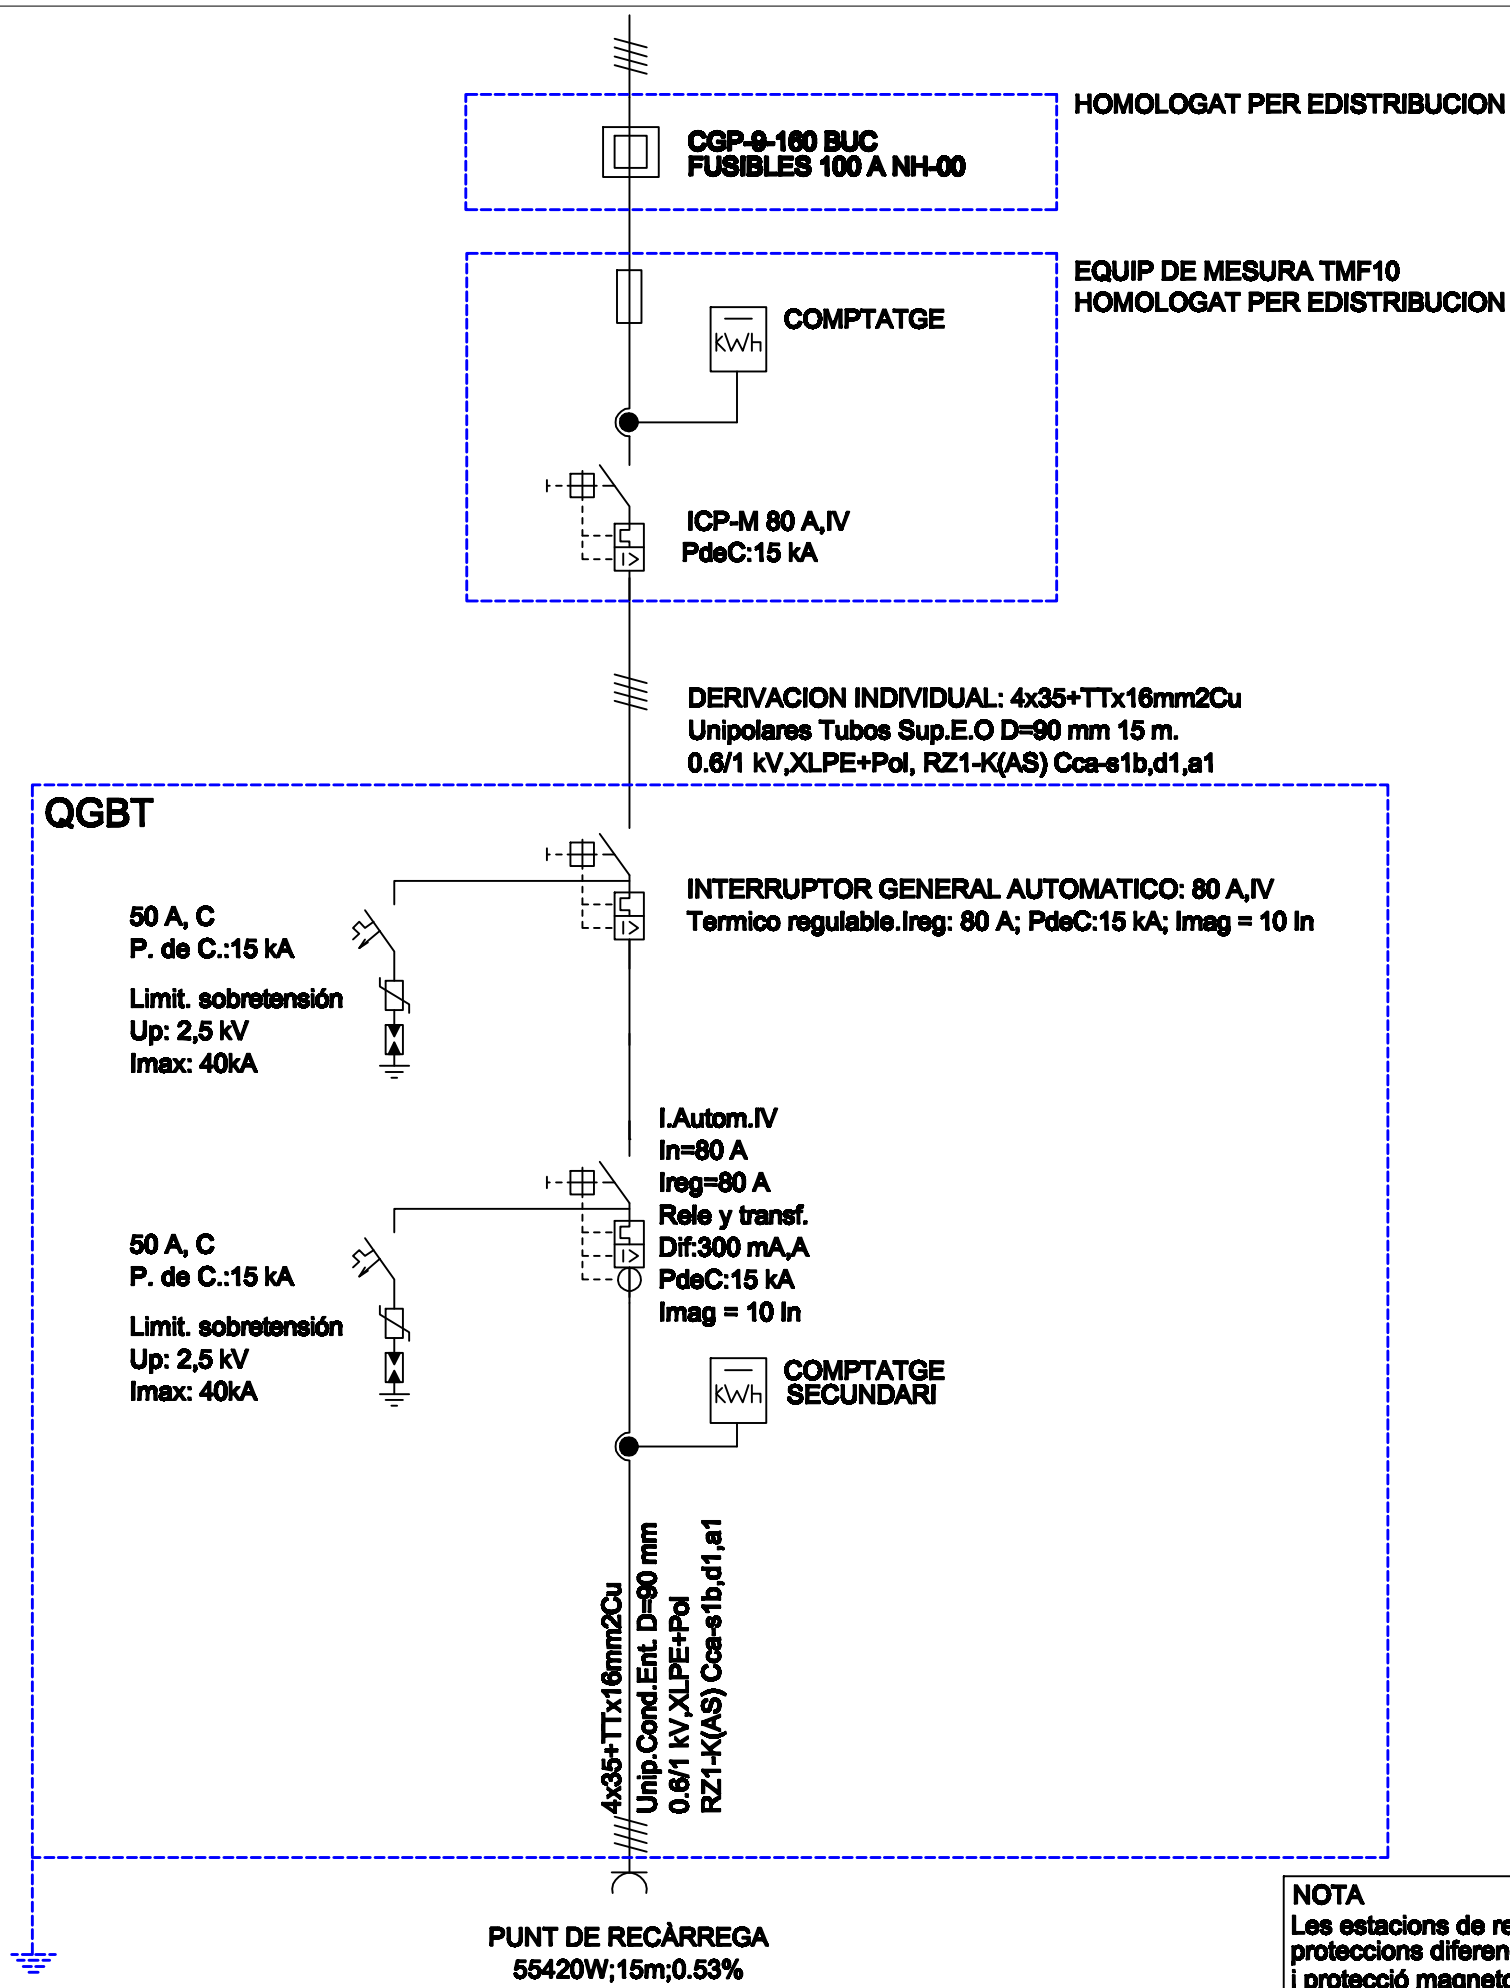 HOMOLOGAT PER EDISTRIBUCION
CGP-9-160 BUC
FUSIBLES 100 A NH-00
EQUIP DE MESURA TMF10
HOMOLOGAT PER EDISTRIBUCION
COMPTATGE
KWh
ICP-M 80 A,IV
PdeC:15 kA
DERIVACION INDIVIDUAL: 4x35+TTx16mm2Cu
Unipolares Tubos Sup.E.O D=90 mm 15 m.
0.6/1 kV,XLPE+Pol, RZ1-K(AS) Cca-s1b,d1,a1
QGBT
INTERRUPTOR GENERAL AUTOMATICO: 80 A,IV
Termico regulable.Ireg: 80 A; PdeC:15 kA; Imag = 10 In
50 A, C
P. de C.:15 kA
Limit. sobretensión
Up: 2,5 kV
Imax: 40kA
I.Autom.IV
In=80 A
Ireg=80 A
Rele y transf.
Dif:300 mA,A
PdeC:15 kA
Imag = 10 In
50 A, C
P. de C.:15 kA
Limit. sobretensión
Up: 2,5 kV
Imax: 40kA
COMPTATGE
SECUNDARI
KWh
4x35+TTx16mm2Cu
Unip.Cond.Ent. D=90 mm
0.6/1 kV,XLPE+Pol
RZ1-K(AS) Cca-s1b,d1,a1
PUNT DE RECÀRREGA
55420W;15m;0.53%
NOTA
Les estacions de
proteccions
i protecció